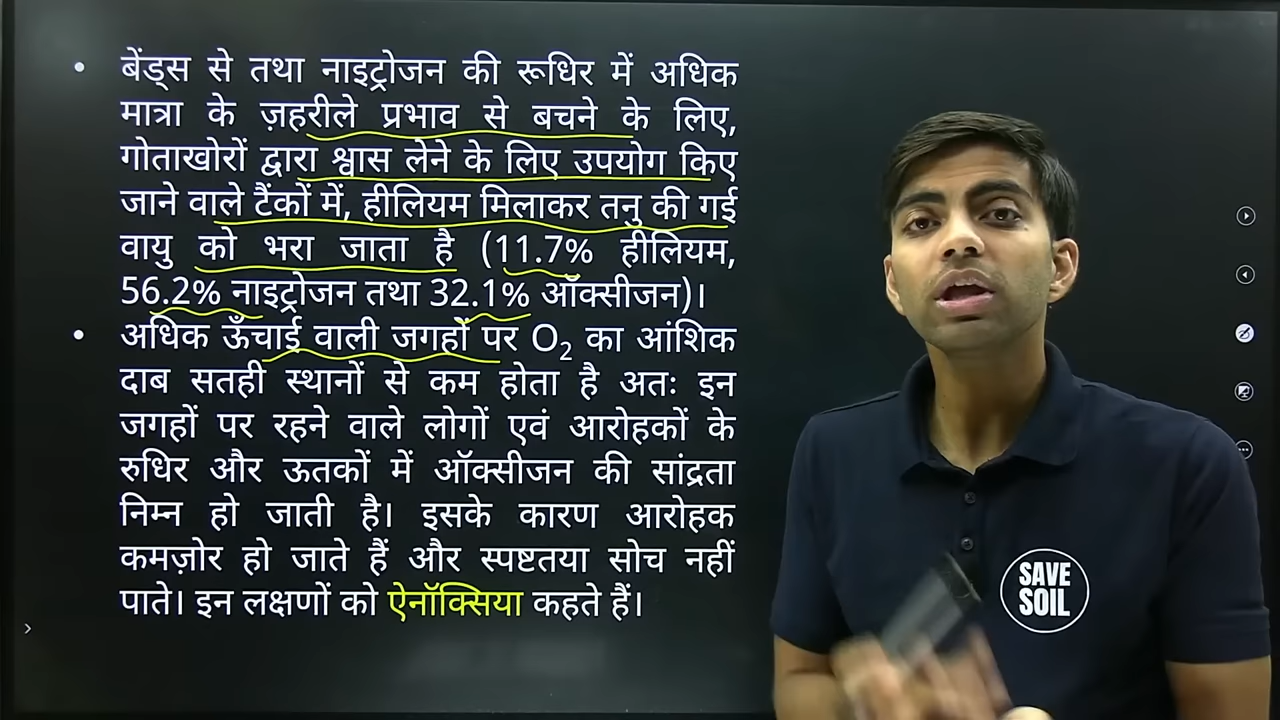 • बेंड्स से तथा नाइट्रोजन की रूधिर में अधिक
मात्रा के ज़हरीले प्रभाव से बचने के लिए,
गोताखोरों द्वारा श्वास लेने के लिए उपयोग किए
जाने वाले टैंकों में, हीलियम मिलाकर तनु की गई
वायु को भरा जाता है (11.7% हीलियम,
56.2% नाइट्रोजन तथा 32.1% ऑक्सीजन)।
• अधिक ऊँचाई वाली जगहों पर O₂ का आंशिक
दाब सतही स्थानों से कम होता है अतः इन
जगहों पर रहने वाले लोगों एवं आरोहकों के
रुधिर और ऊतकों में ऑक्सीजन की सांद्रता
निम्न हो जाती है। इसके कारण आरोहक
कमज़ोर हो जाते हैं और स्पष्टतया सोच नहीं
पाते। इन लक्षणों को ऐनॉक्सिया कहते हैं।
SAVE
SOIL